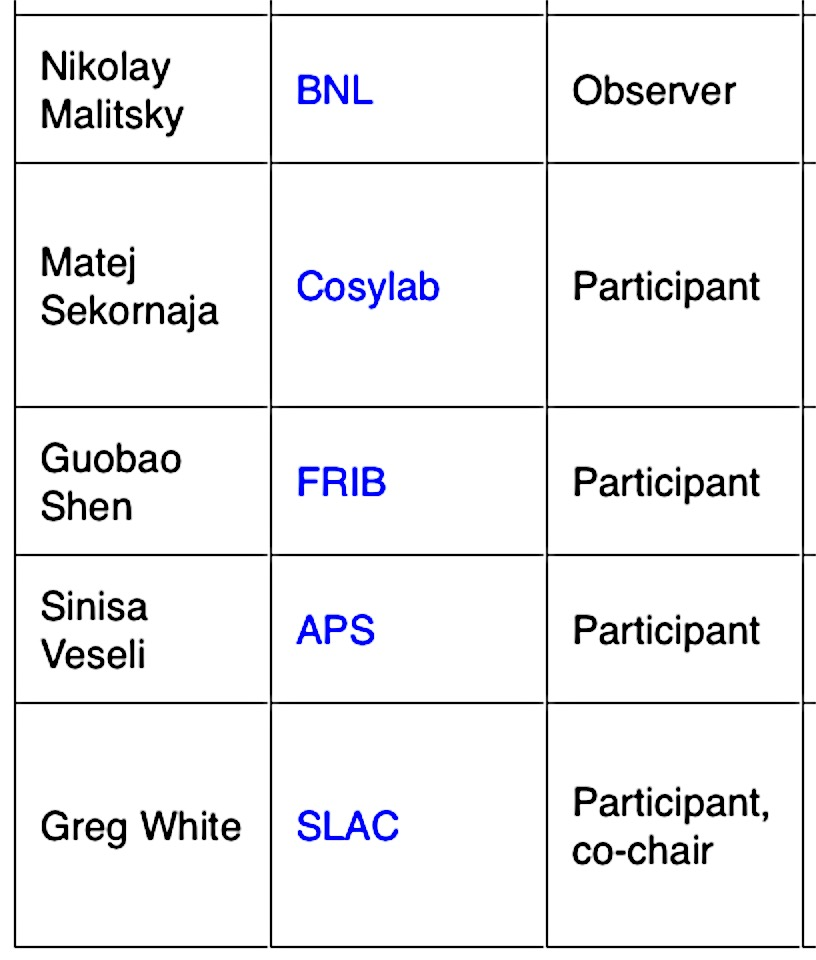 Nikolay
Malitsky
BNL
Observer
Matej
Sekornaja
Cosylab
Participant
Guobao
Shen
FRIB
Participant
Sinisa
Veseli
APS
Participant
Greg White
SLAC
Participant,
co-chair